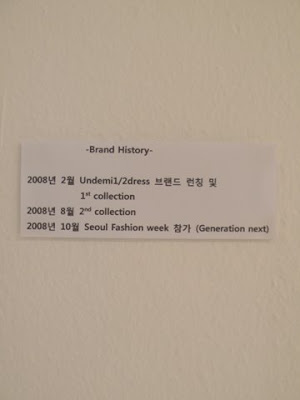 -Brand History-
2008년 2월 Undemi1/2dress 브랜드 런칭 및
1st collection
2008년 8월 2nd collection
2008년 10월 Seoul Fashion week 참가 (Generation next)